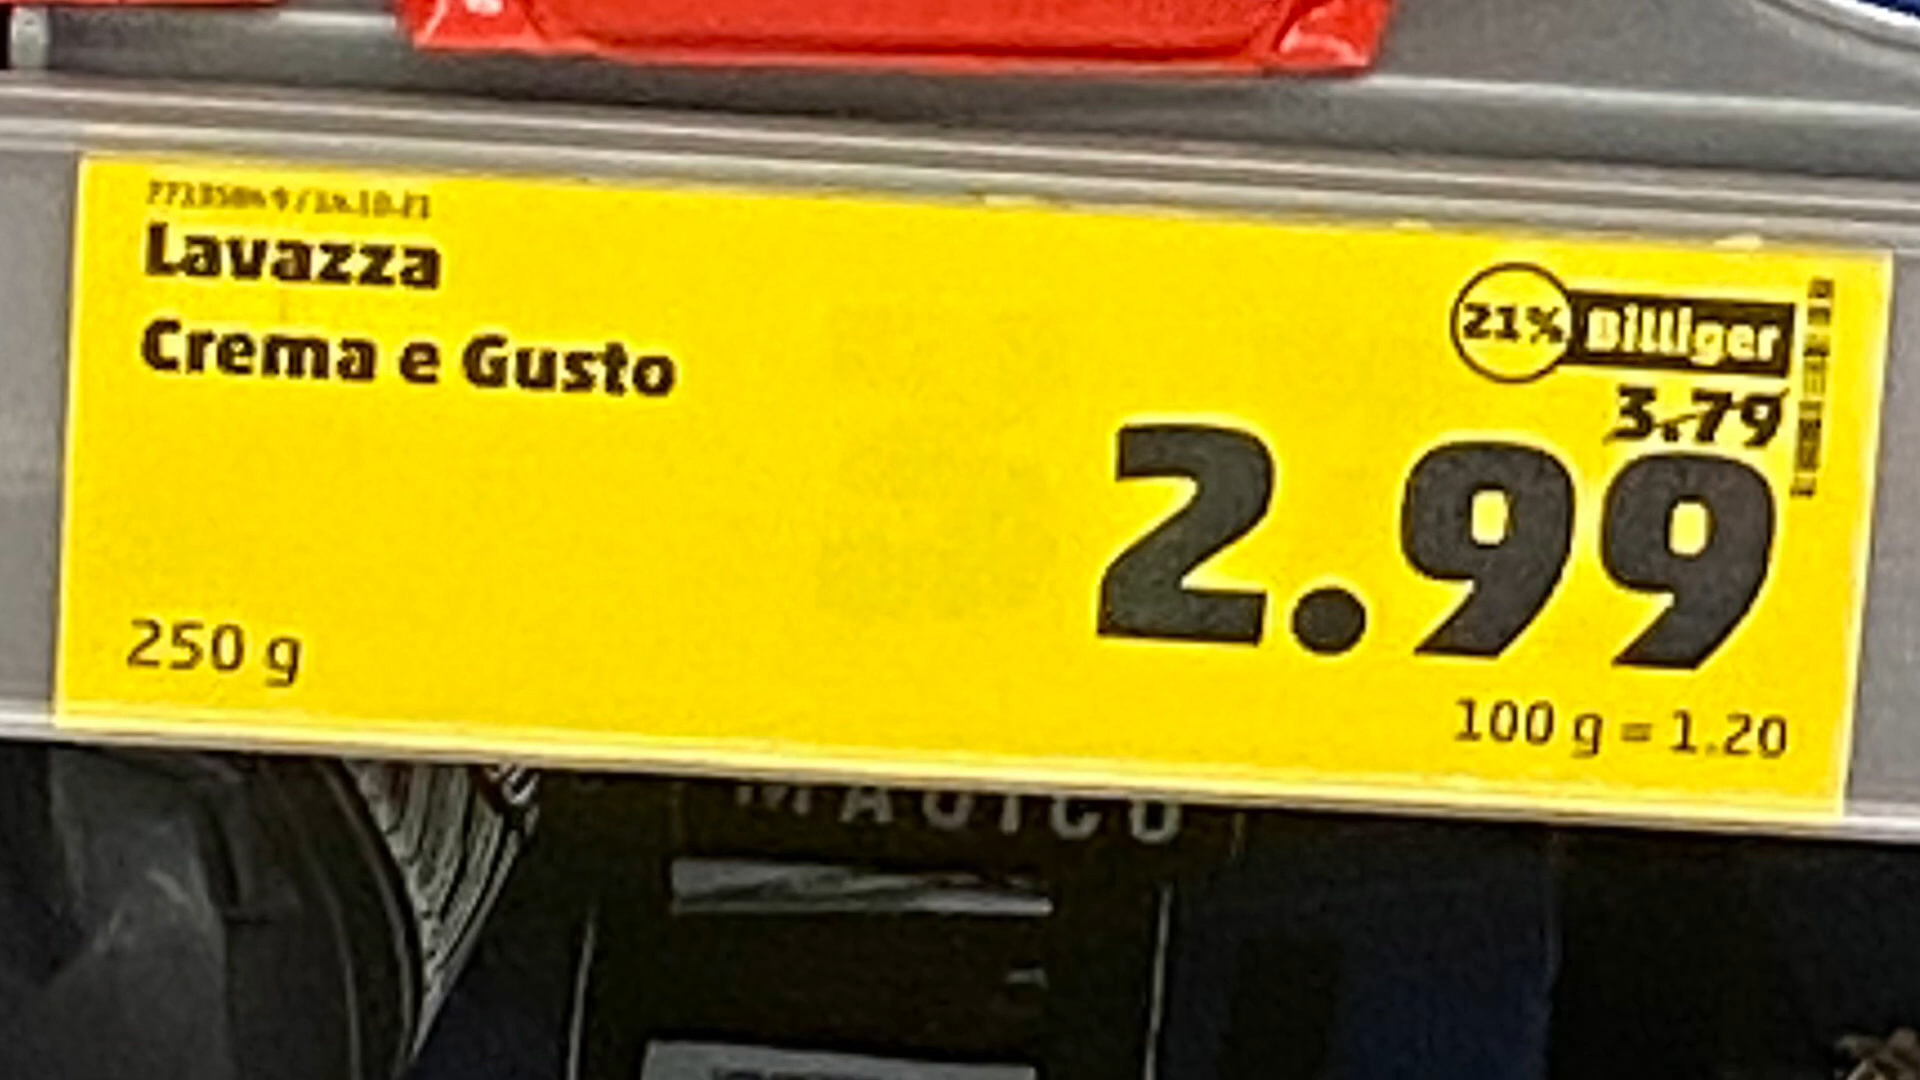 Lavazza
Crema e Gusto
21% Billiger
3.79
2.99
250 g
100 g = 1.20